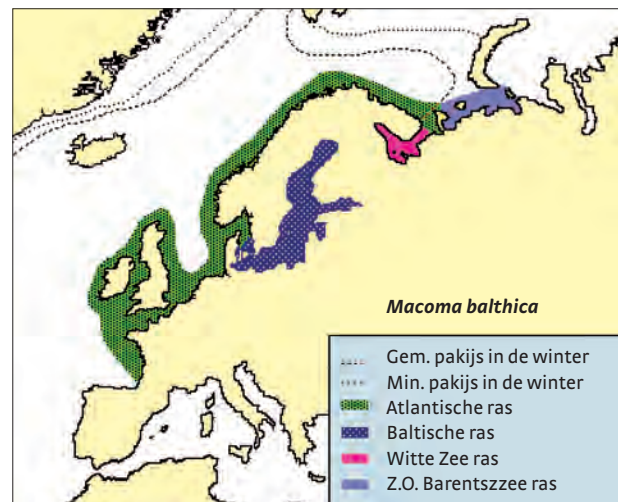 Macoma balthica
Gem. pakijs in de winter
Min. pakijs in de winter
Atlantische ras
Baltische ras
Witte Zee ras
Z.O. Barentszzee ras